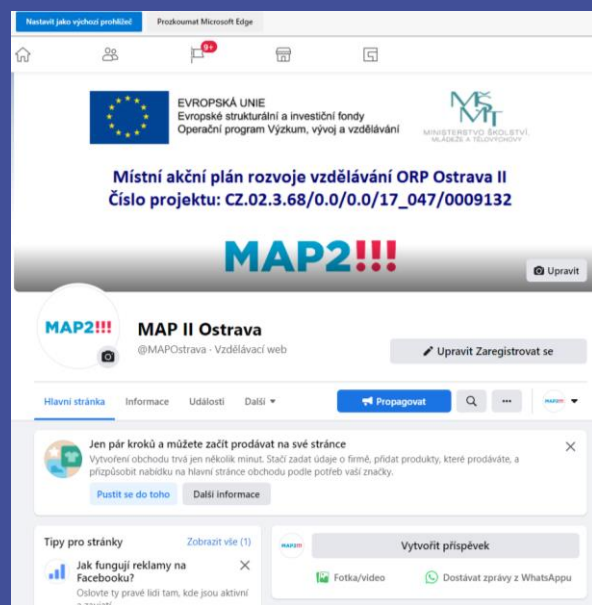 Nastavit jako výchozí prohlížeč Prozkoumat Microsoft Edge
9+
EVROPSKÁ UNIE
Evropské strukturální a investiční fondy
Operační program Výzkum, vývoj a vzdělávání
MŠMT
MINISTERSTVO ŠKOLSTVÍ,
MLÁDEŽE A TĚLOVÝCHOVY
Místní akční plán rozvoje vzdělávání ORP Ostrava II
Číslo projektu: CZ.02.3.68/0.0/0.0/17_047/0009132
MAP2!!!
Upravit
MAP2!!!
MAP II Ostrava
@MAPOstrava · Vzdělávací web
Upravit Zaregistrovat se
Hlavní stránka Informace Události Další
Propagovat
MAP2!!!
Jen pár kroků a můžete začít prodávat na své stránce
Vytvoření obchodu trvá jen několik minut. Stačí zadat údaje o firmě, přidat produkty, které prodáváte, a
přizpůsobit nabídku na hlavní stránce obchodu podle potřeb vaší značky.
Pustit se do toho Další informace
Tipy pro stránky Zobrazit vše (1)
Jak fungují reklamy na
Facebooku?
Oslovte ty pravé lidi tam, kde jsou aktivní
MAP2!!! Vytvořit příspěvek
Fotka/video Dostávat zprávy z WhatsAppu